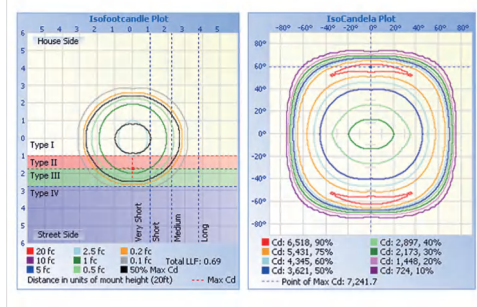 Isofootcandle Plot
6 5 4 3 2 1 0 1 2 3 4 5
6
House Side
5
4
3
2
1
0
Type I
1
Type II
2
Type III
3
Type IV
4
5
Street Side
6
Very Short
Short
Medium
Long
20 fc 2.5 fc 0.2 fc
10 fc 1 fc 0.1 fc Total LLF: 0.69
5 fc 0.5 fc 50% Max Cd
Distance in units of mount height (20ft) Max Cd
IsoCandela Plot
-80° -60° -40° -20° 0° 20° 40° 60° 80°
80°
60°
40°
20°
0°
-20°
-40°
-60°
-80°
Cd: 6,518, 90% Cd: 2,897, 40%
Cd: 5,431, 75% Cd: 2,173, 30%
Cd: 4,345, 60% Cd: 1,448, 20%
Cd: 3,621, 50% Cd: 724, 10%
Point of Max Cd: 7,241.7